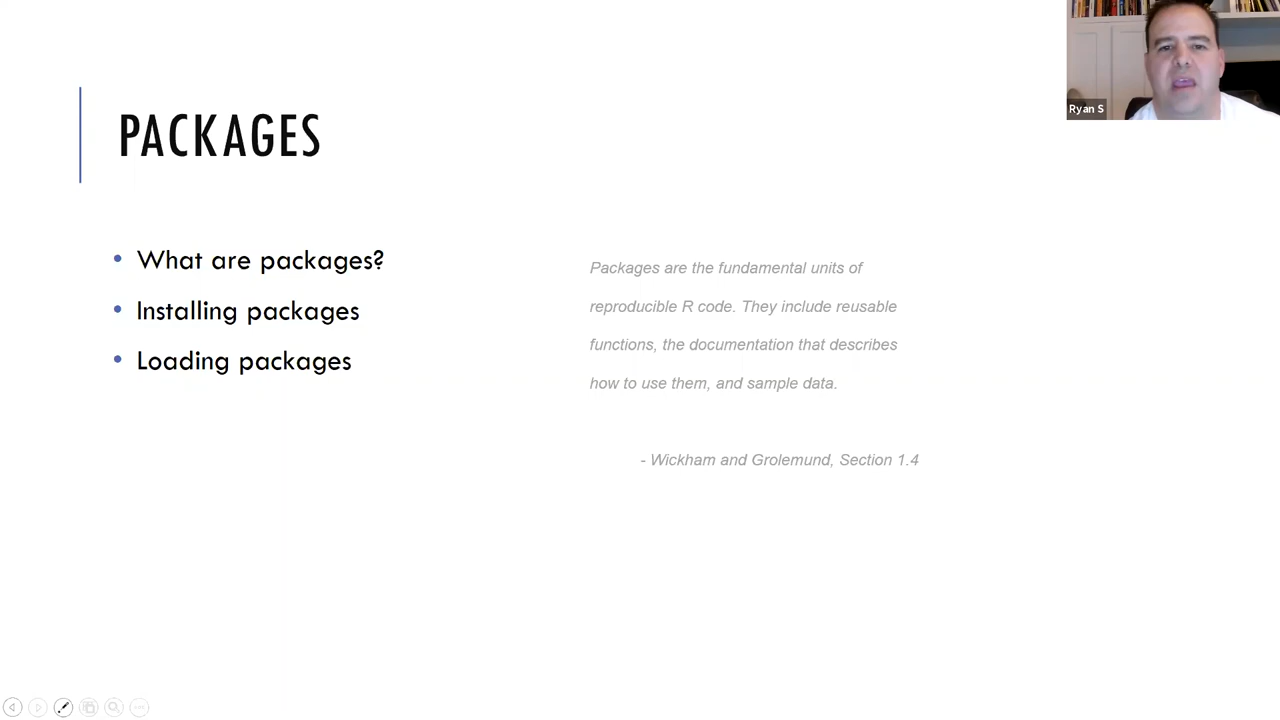 PACKAGES
• What are packages?
• Installing packages
• Loading packages
Packages are the fundamental units of
reproducible R code. They include reusable
functions, the documentation that describes
how to use them, and sample data.
- Wickham and Grolemund, Section 1.4
Ryan S